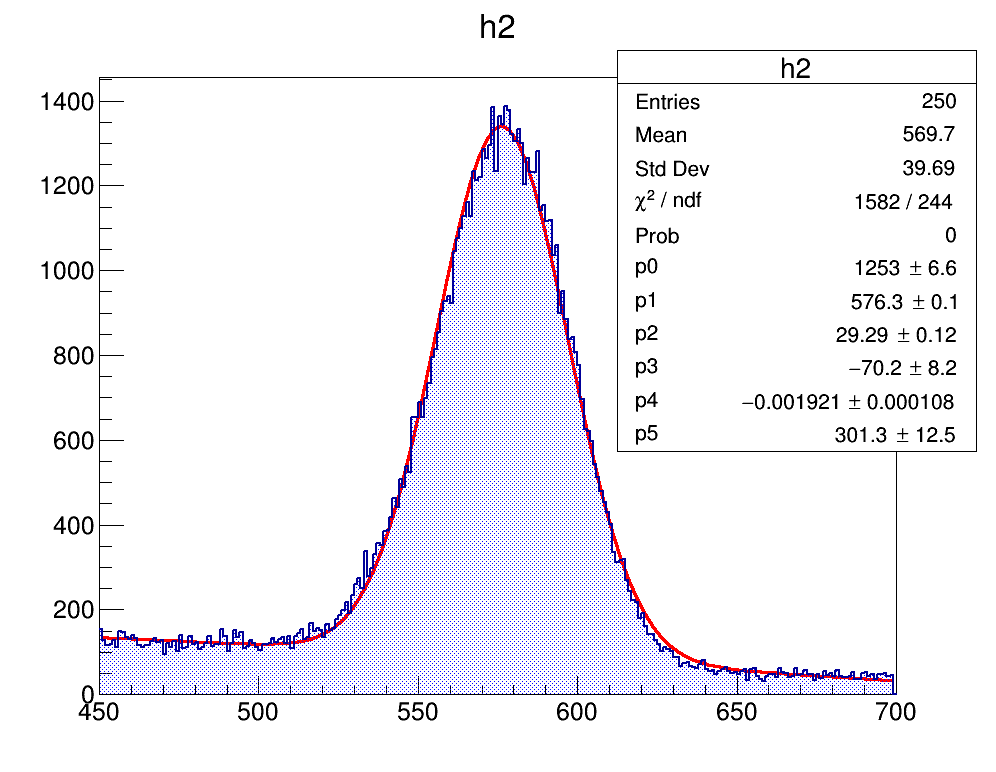 h2
h2
Entries 250
Mean 569.7
Std Dev 39.69
χ² / ndf 1582 / 244
Prob 0
p0 1253 ± 6.6
p1 576.3 ± 0.1
p2 29.29 ± 0.12
p3 −70.2 ± 8.2
p4 −0.001921 ± 0.000108
p5 301.3 ± 12.5
1400
1200
1000
800
600
400
200
0
450 500 550 600 650 700